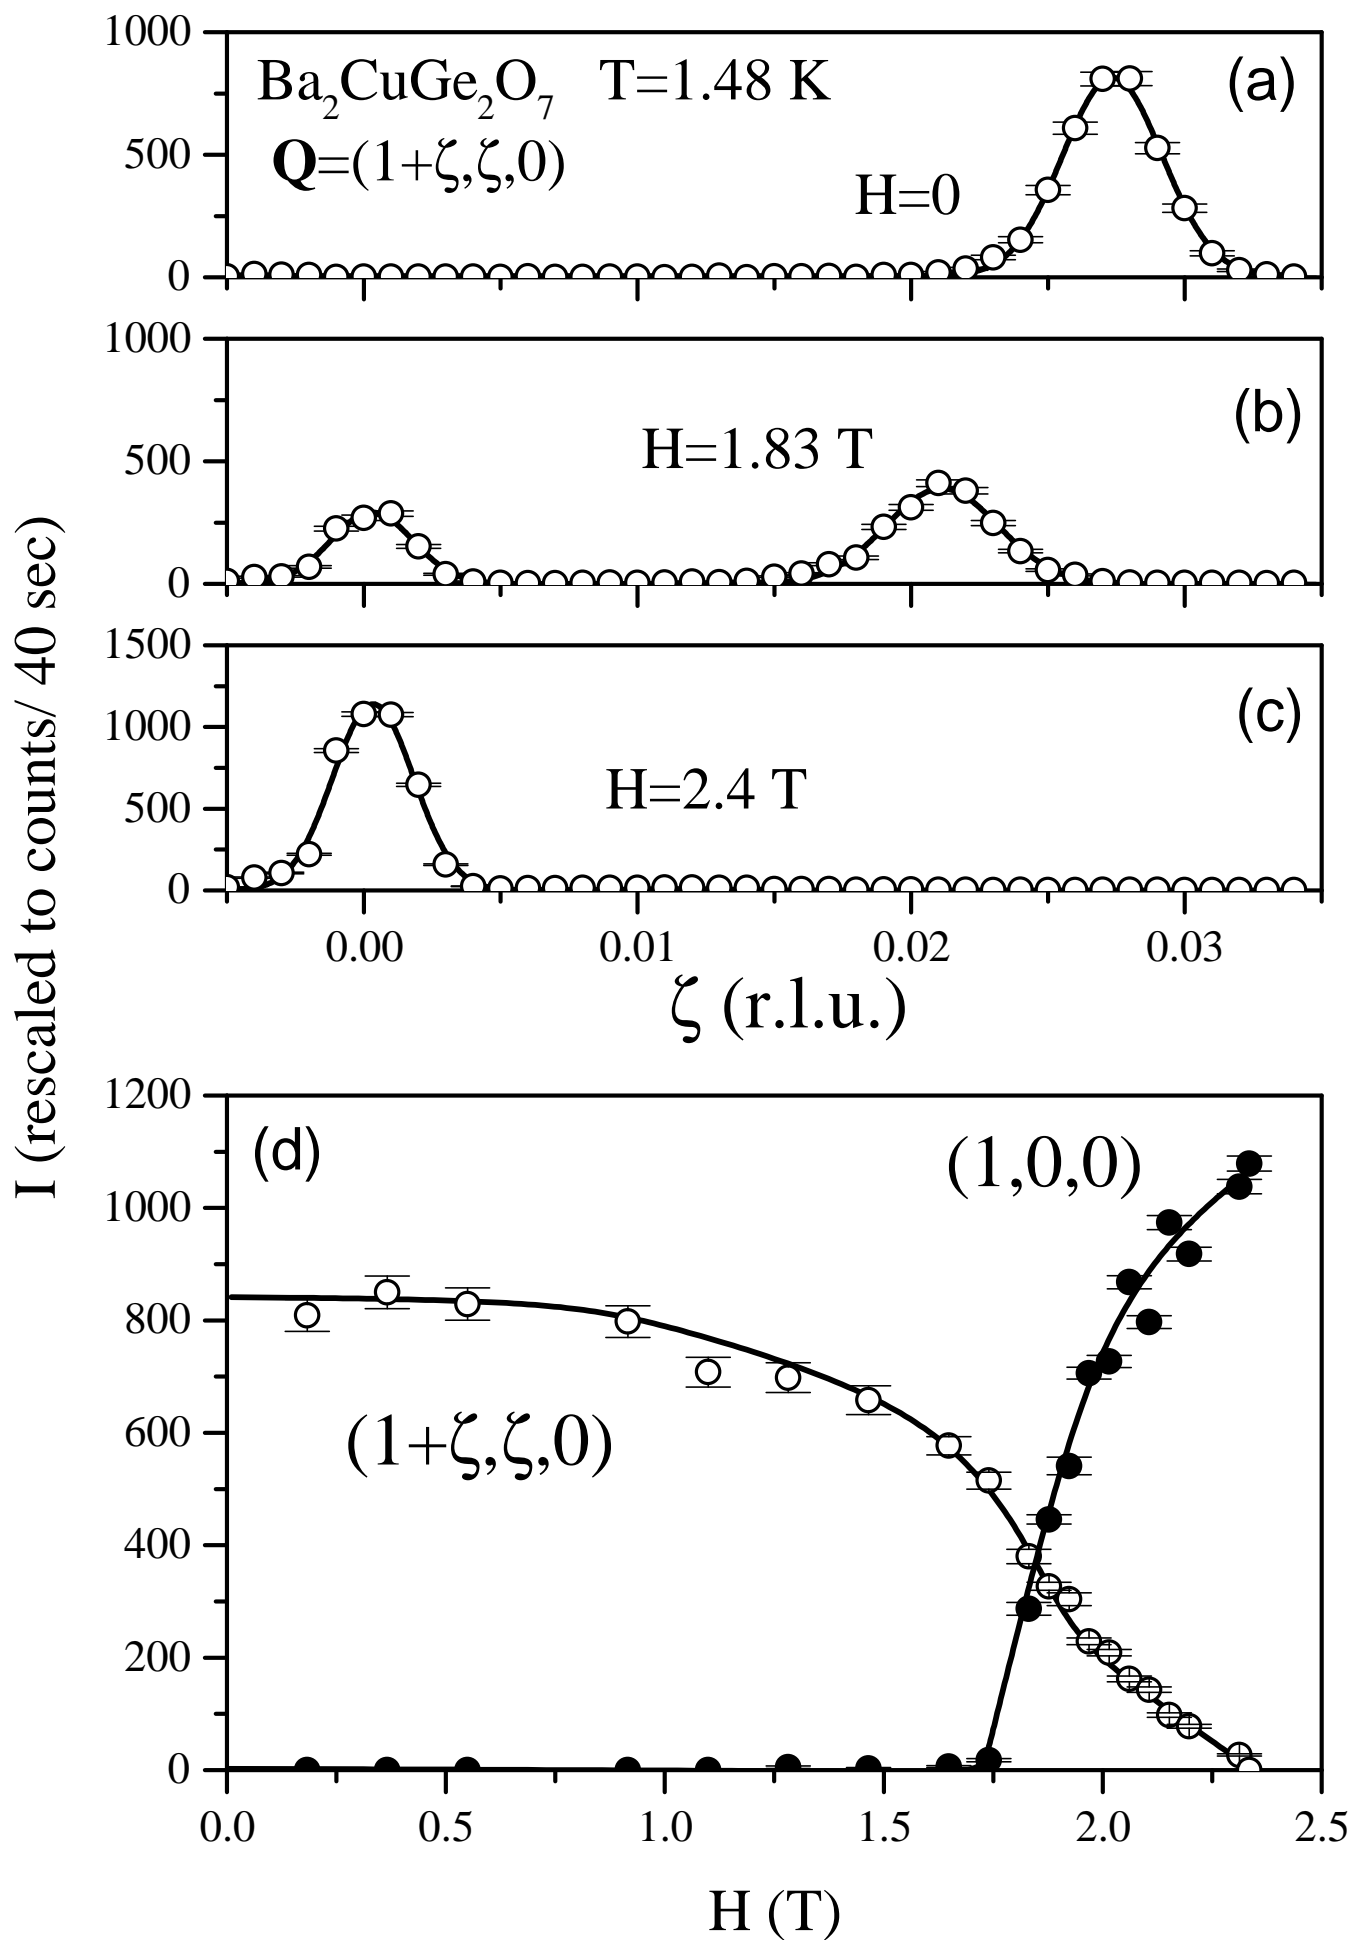 I (rescaled to counts/ 40 sec)
1000
500
0
Ba₂CuGe₂O₇ T=1.48 K
Q=(1+ζ,ζ,0)
H=0
(a)
1000
500
0
H=1.83 T
(b)
1500
1000
500
0
H=2.4 T
(c)
0.00 0.01 0.02 0.03
ζ (r.l.u.)
1200
1000
800
600
400
200
0
(d)
(1,0,0)
(1+ζ,ζ,0)
0.0 0.5 1.0 1.5 2.0 2.5
H (T)